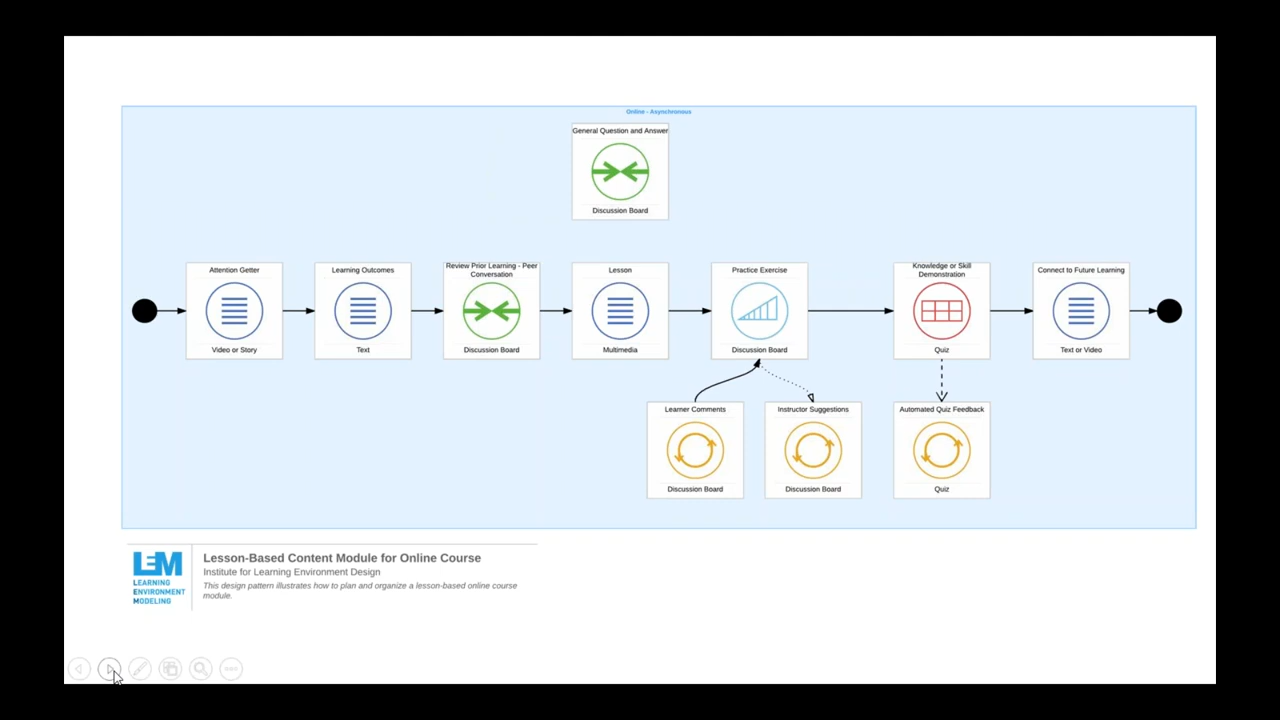 Online - Asynchronous
General Question and Answer
Discussion Board
Attention Getter
Video or Story
Learning Outcomes
Text
Review Prior Learning - Peer
Conversation
Discussion Board
Lesson
Multimedia
Practice Exercise
Discussion Board
Knowledge or Skill
Demonstration
Quiz
Connect to Future Learning
Text or Video
Learner Comments
Discussion Board
Instructor Suggestions
Discussion Board
Automated Quiz Feedback
Quiz
LEM
LEARNING
ENVIRONMENT
MODELING
Lesson-Based Content Module for Online Course
Institute for Learning Environment Design
This design pattern illustrates how to plan and organize a lesson-based online course
module.